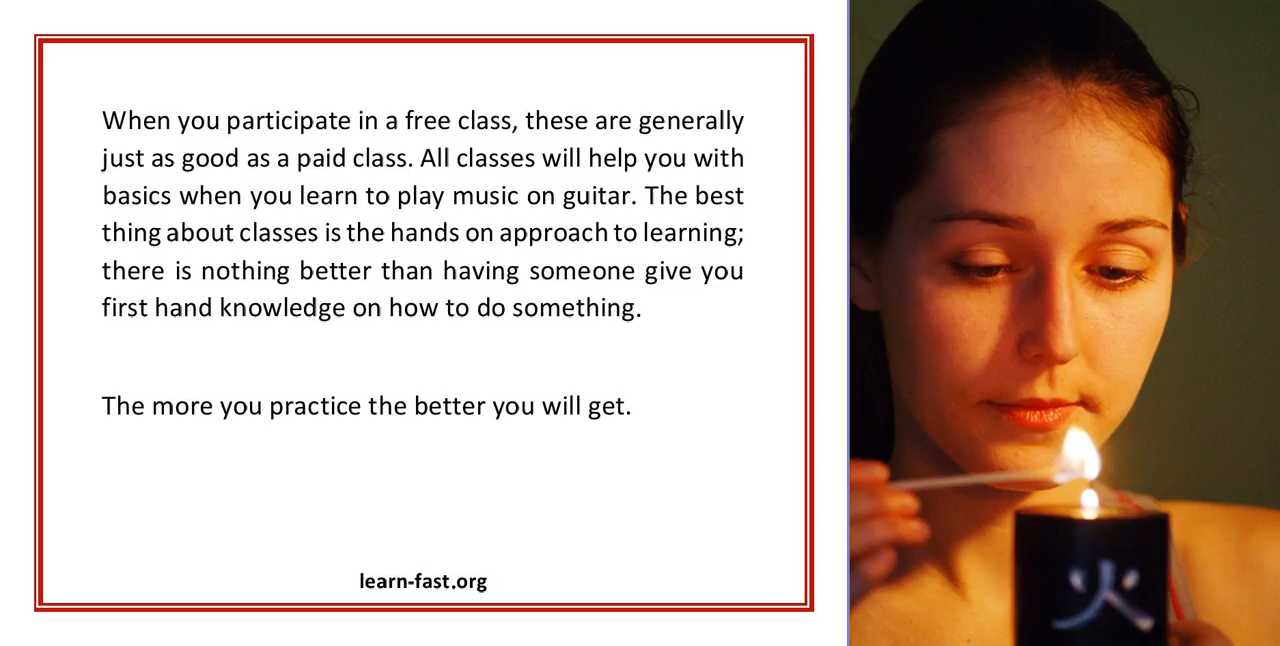 When you participate in a free class, these are generally
just as good as a paid class. All classes will help you with
basics when you learn to play music on guitar. The best
thing about classes is the hands on approach to learning;
there is nothing better than having someone give you
first hand knowledge on how to do something.
The more you practice the better you will get.
learn-fast.org
火